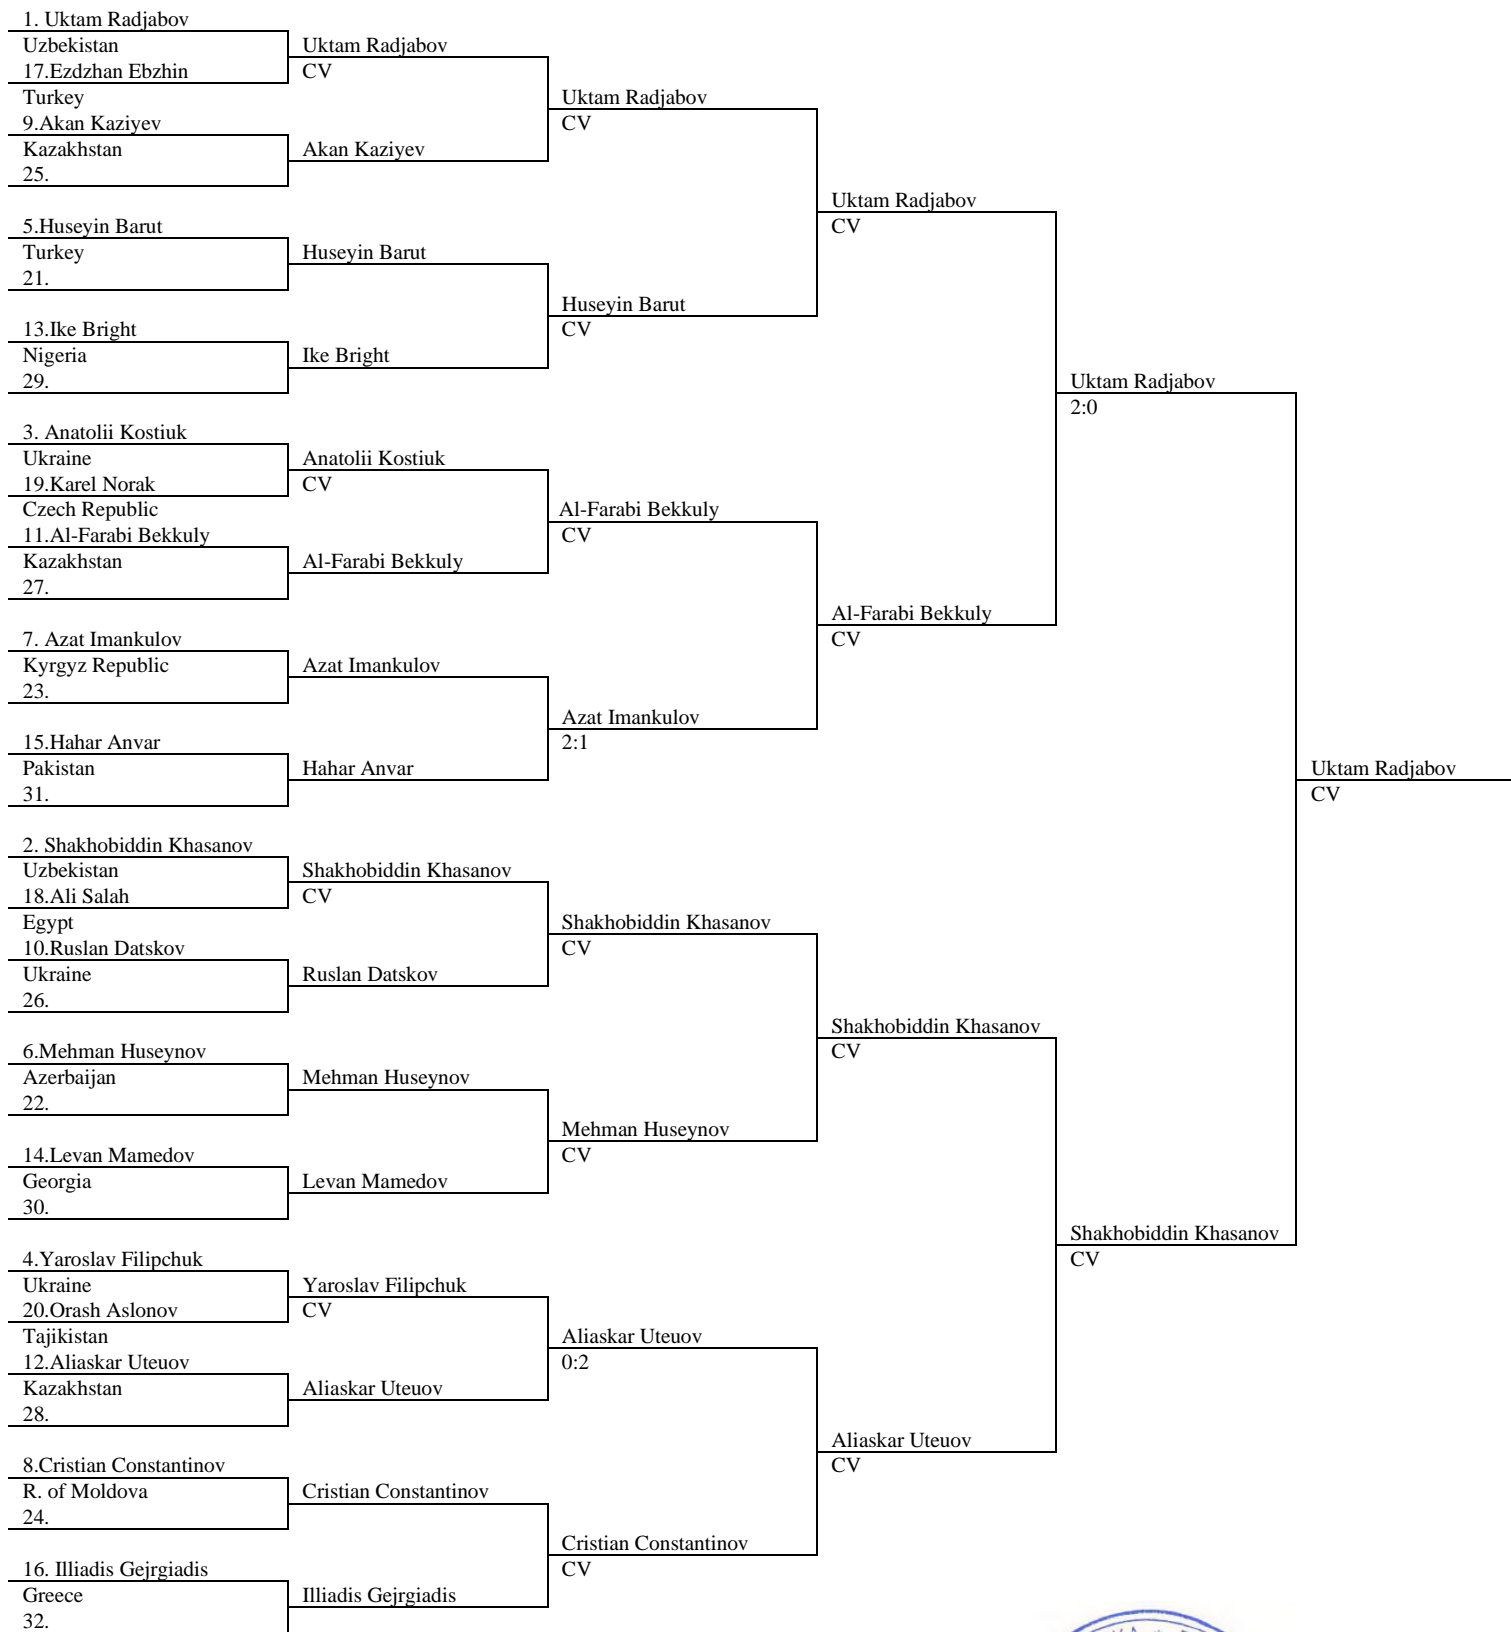 1. Uktam Radjabov
Uzbekistan
17.Ezdzhan Ebzhin
Turkey
9.Akan Kaziyev
Kazakhstan
25.
5.Huseyin Barut
Turkey
21.
13.Ike Bright
Nigeria
29.
3. Anatolii Kostiuk
Ukraine
19.Karel Norak
Czech Republic
11.Al-Farabi Bekkuly
Kazakhstan
27.
7. Azat Imankulov
Kyrgyz Republic
23.
15.Hahar Anvar
Pakistan
31.
2. Shakhobiddin Khasanov
Uzbekistan
18.Ali Salah
Egypt
10.Ruslan Datskov
Ukraine
26.
6.Mehman Huseynov
Azerbaijan
22.
14.Levan Mamedov
Georgia
30.
4.Yaroslav Filipchuk
Ukraine
20.Orash Aslonov
Tajikistan
12.Aliaskar Uteuov
Kazakhstan
28.
8.Cristian Constantinov
R. of Moldova
24.
16. Illiadis Gejrgiadis
Greece
32.
Uktam Radjabov
CV
Akan Kaziyev
Huseyin Barut
Ike Bright
Anatolii Kostiuk
CV
Al-Farabi Bekkuly
Azat Imankulov
Hahar Anvar
Shakhobiddin Khasanov
CV
Ruslan Datskov
Mehman Huseynov
Levan Mamedov
Yaroslav Filipchuk
CV
Aliaskar Uteuov
Cristian Constantinov
Illiadis Gejrgiadis
Uktam Radjabov
CV
Huseyin Barut
CV
Al-Farabi Bekkuly
CV
Azat Imankulov
2:1
Shakhobiddin Khasanov
CV
Mehman Huseynov
CV
Aliaskar Uteuov
0:2
Cristian Constantinov
CV
Uktam Radjabov
CV
Al-Farabi Bekkuly
CV
Shakhobiddin Khasanov
CV
Aliaskar Uteuov
CV
Uktam Radjabov
2:0
Shakhobiddin Khasanov
CV
Uktam Radjabov
CV